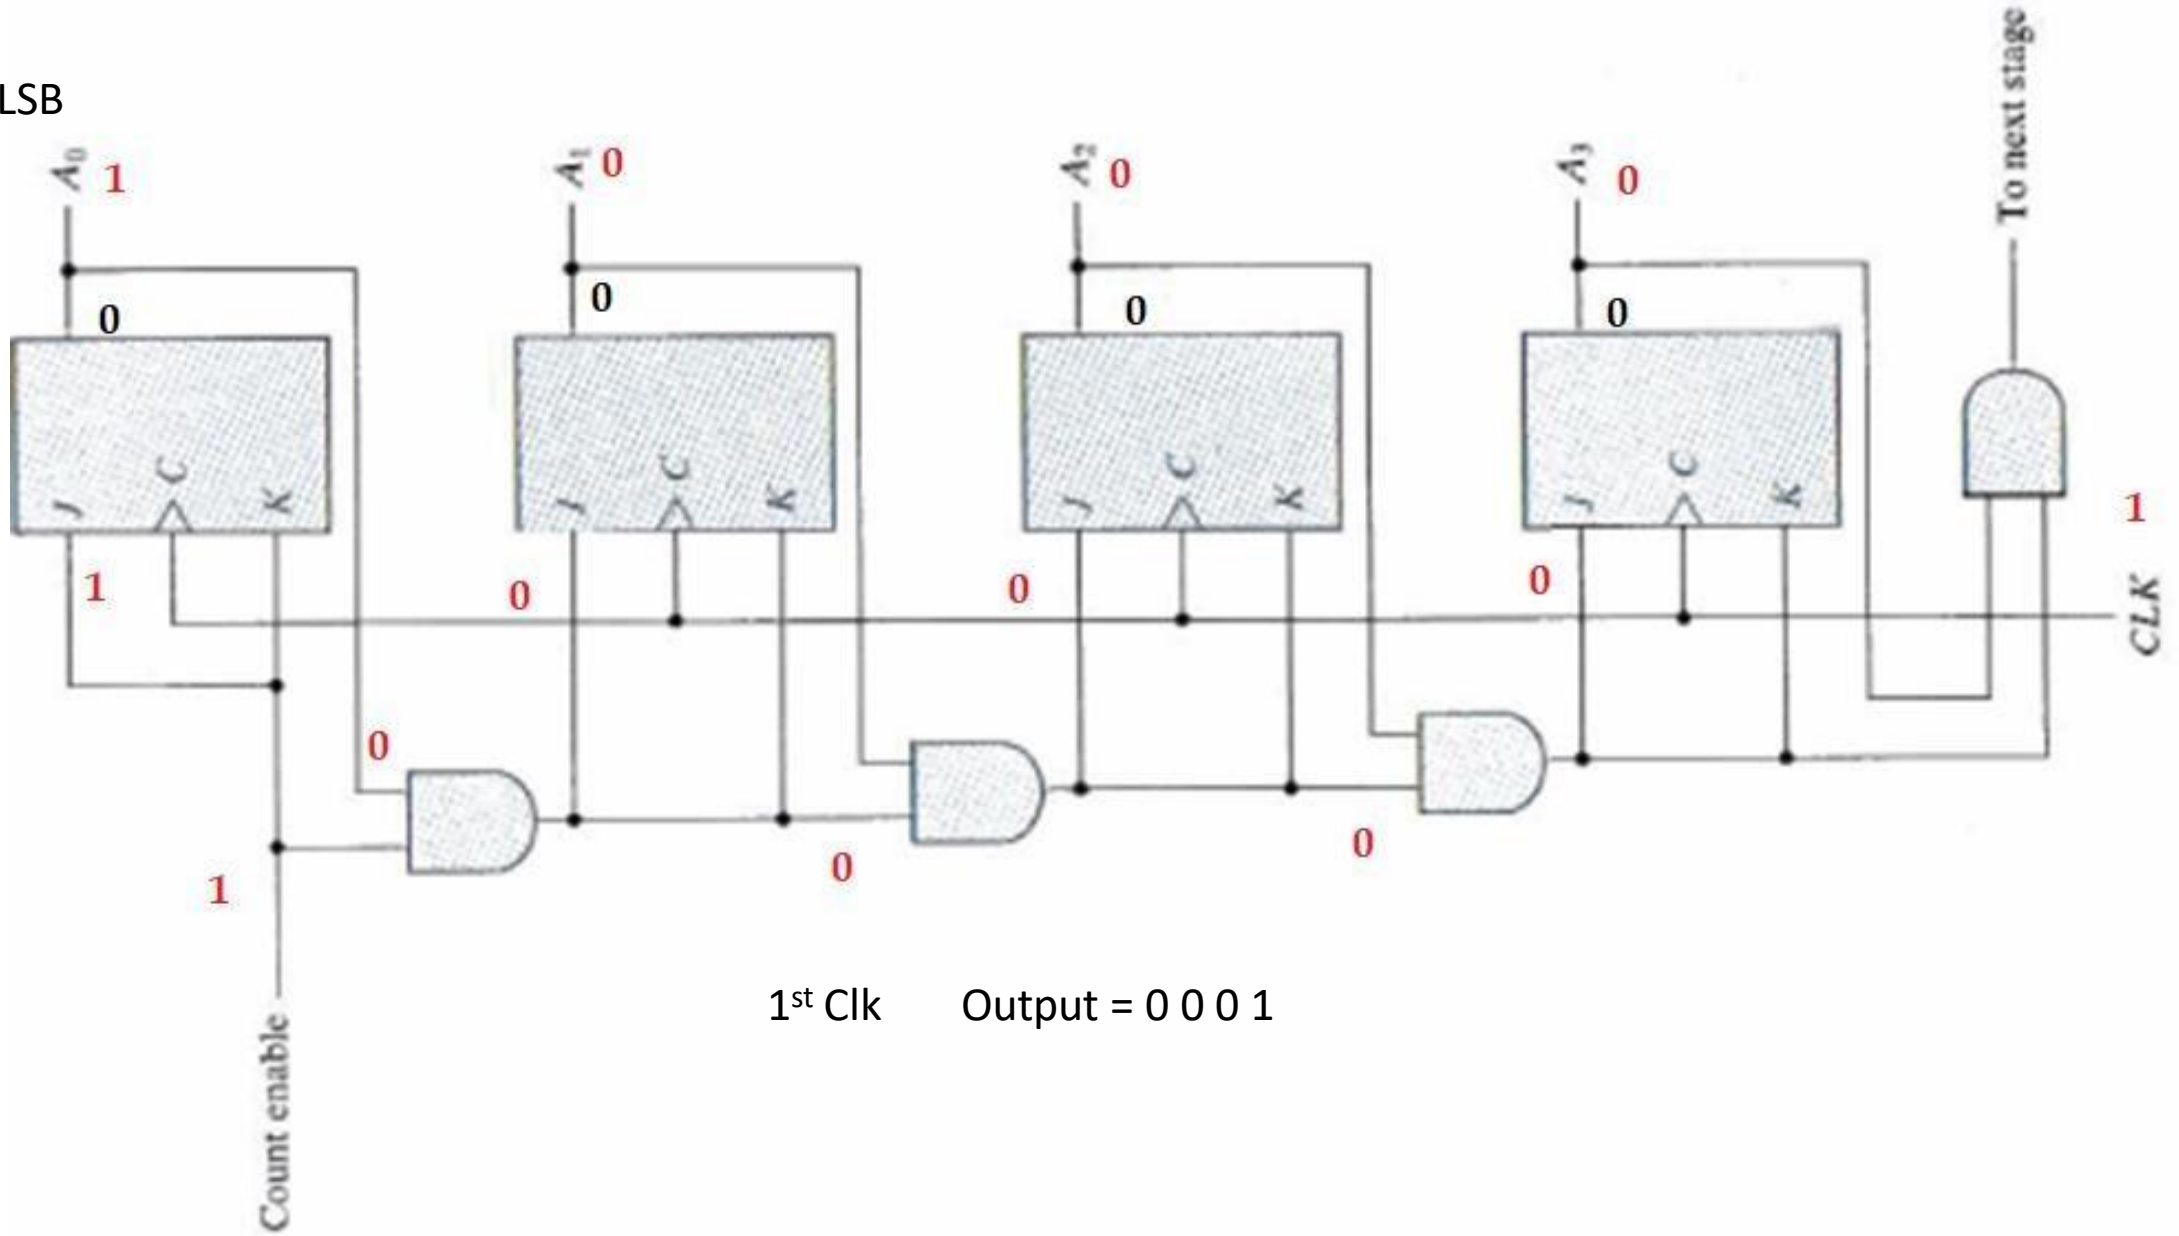 LSB
A0 1
A1 0
A2 0
A3 0
To next stage
0
0
0
0
J C K
J C K
J C K
J C K
1
0
0
0
1
CLK
0
1
0
0
Count enable
1st Clk Output = 0 0 0 1